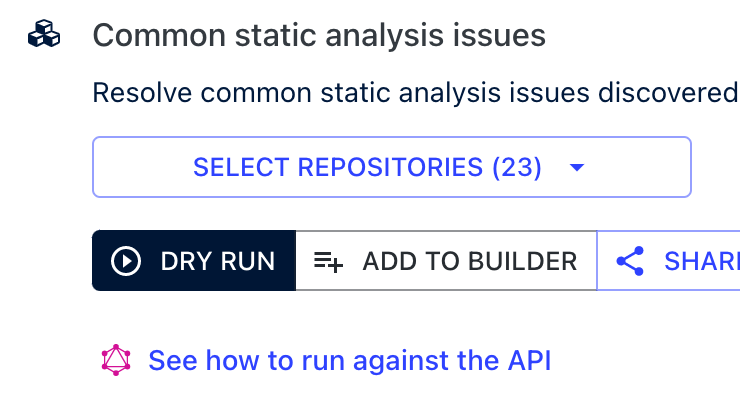 Common static analysis issues
Resolve common static analysis issues discovered
SELECT REPOSITORIES (23)
DRY RUN ADD TO BUILDER SHAR
See how to run against the API